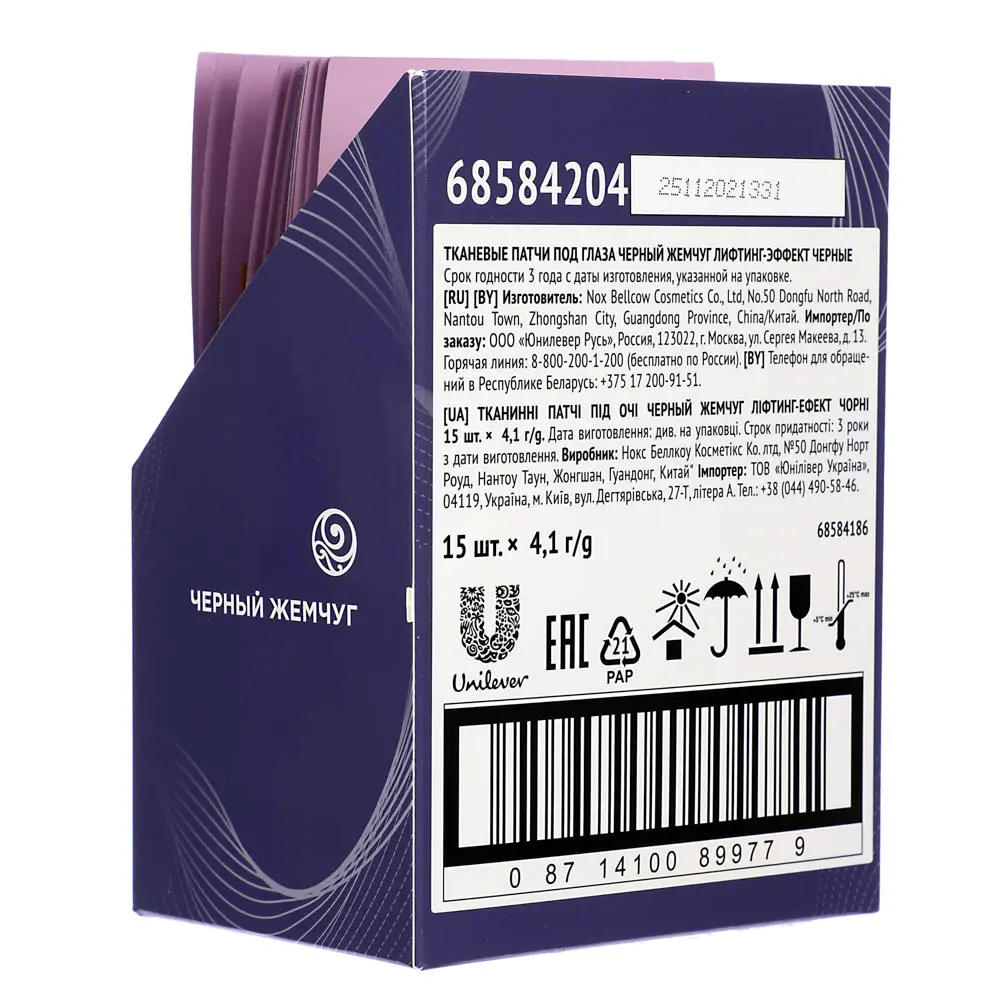 68584204
25112021331
ТКАНЕВЫЕ ПАТЧИ ПОД ГЛАЗА ЧЕРНЫЙ ЖЕМЧУГ ЛИФТИНГ-ЭФФЕКТ ЧЕРНЫЕ
Срок годности 3 года с даты изготовления, указанной на упаковке.
[RU] [BY] Изготовитель: Nox Bellcow Cosmetics Co., Ltd, No.50 Dongfu North Road,
Nantou Town, Zhongshan City, Guangdong Province, China/Китай. Импортер/По
заказу: ООО «Юнилевер Русь», Россия, 123022, г. Москва, ул. Сергея Макеева, д. 13.
Горячая линия: 8-800-200-1-200 (бесплатно по России). [BY] Телефон для обраще-
ний в Республике Беларусь: +375 17 200-91-51.
[UA] ТКАНИННІ ПАТЧІ ПІД ОЧІ ЧЕРНЫЙ ЖЕМЧУГ ЛІФТИНГ-ЕФЕКТ ЧОРНІ
15 шт. × 4,1 г/g. Дата виготовлення: див. на упаковці. Строк придатності: 3 роки
з дати виготовлення. Виробник: Нокс Беллкоу Косметікс Ко. лтд, №50 Донгфу Норт
Роуд, Нантоу Таун, Жонгшан, Гуандонг, Китай" Імпортер: ТОВ «Юнілівер Україна»,
04119, Україна, м. Київ, вул. Дегтярівська, 27-Т, літера А. Тел.: +38 (044) 490-58-46.
68584186
15 шт. × 4,1 г/g
Unilever
EAC
21
PAP
+5°C min
+25°C max
0 87 14100 89977 9
ЧЕРНЫЙ ЖЕМЧУГ